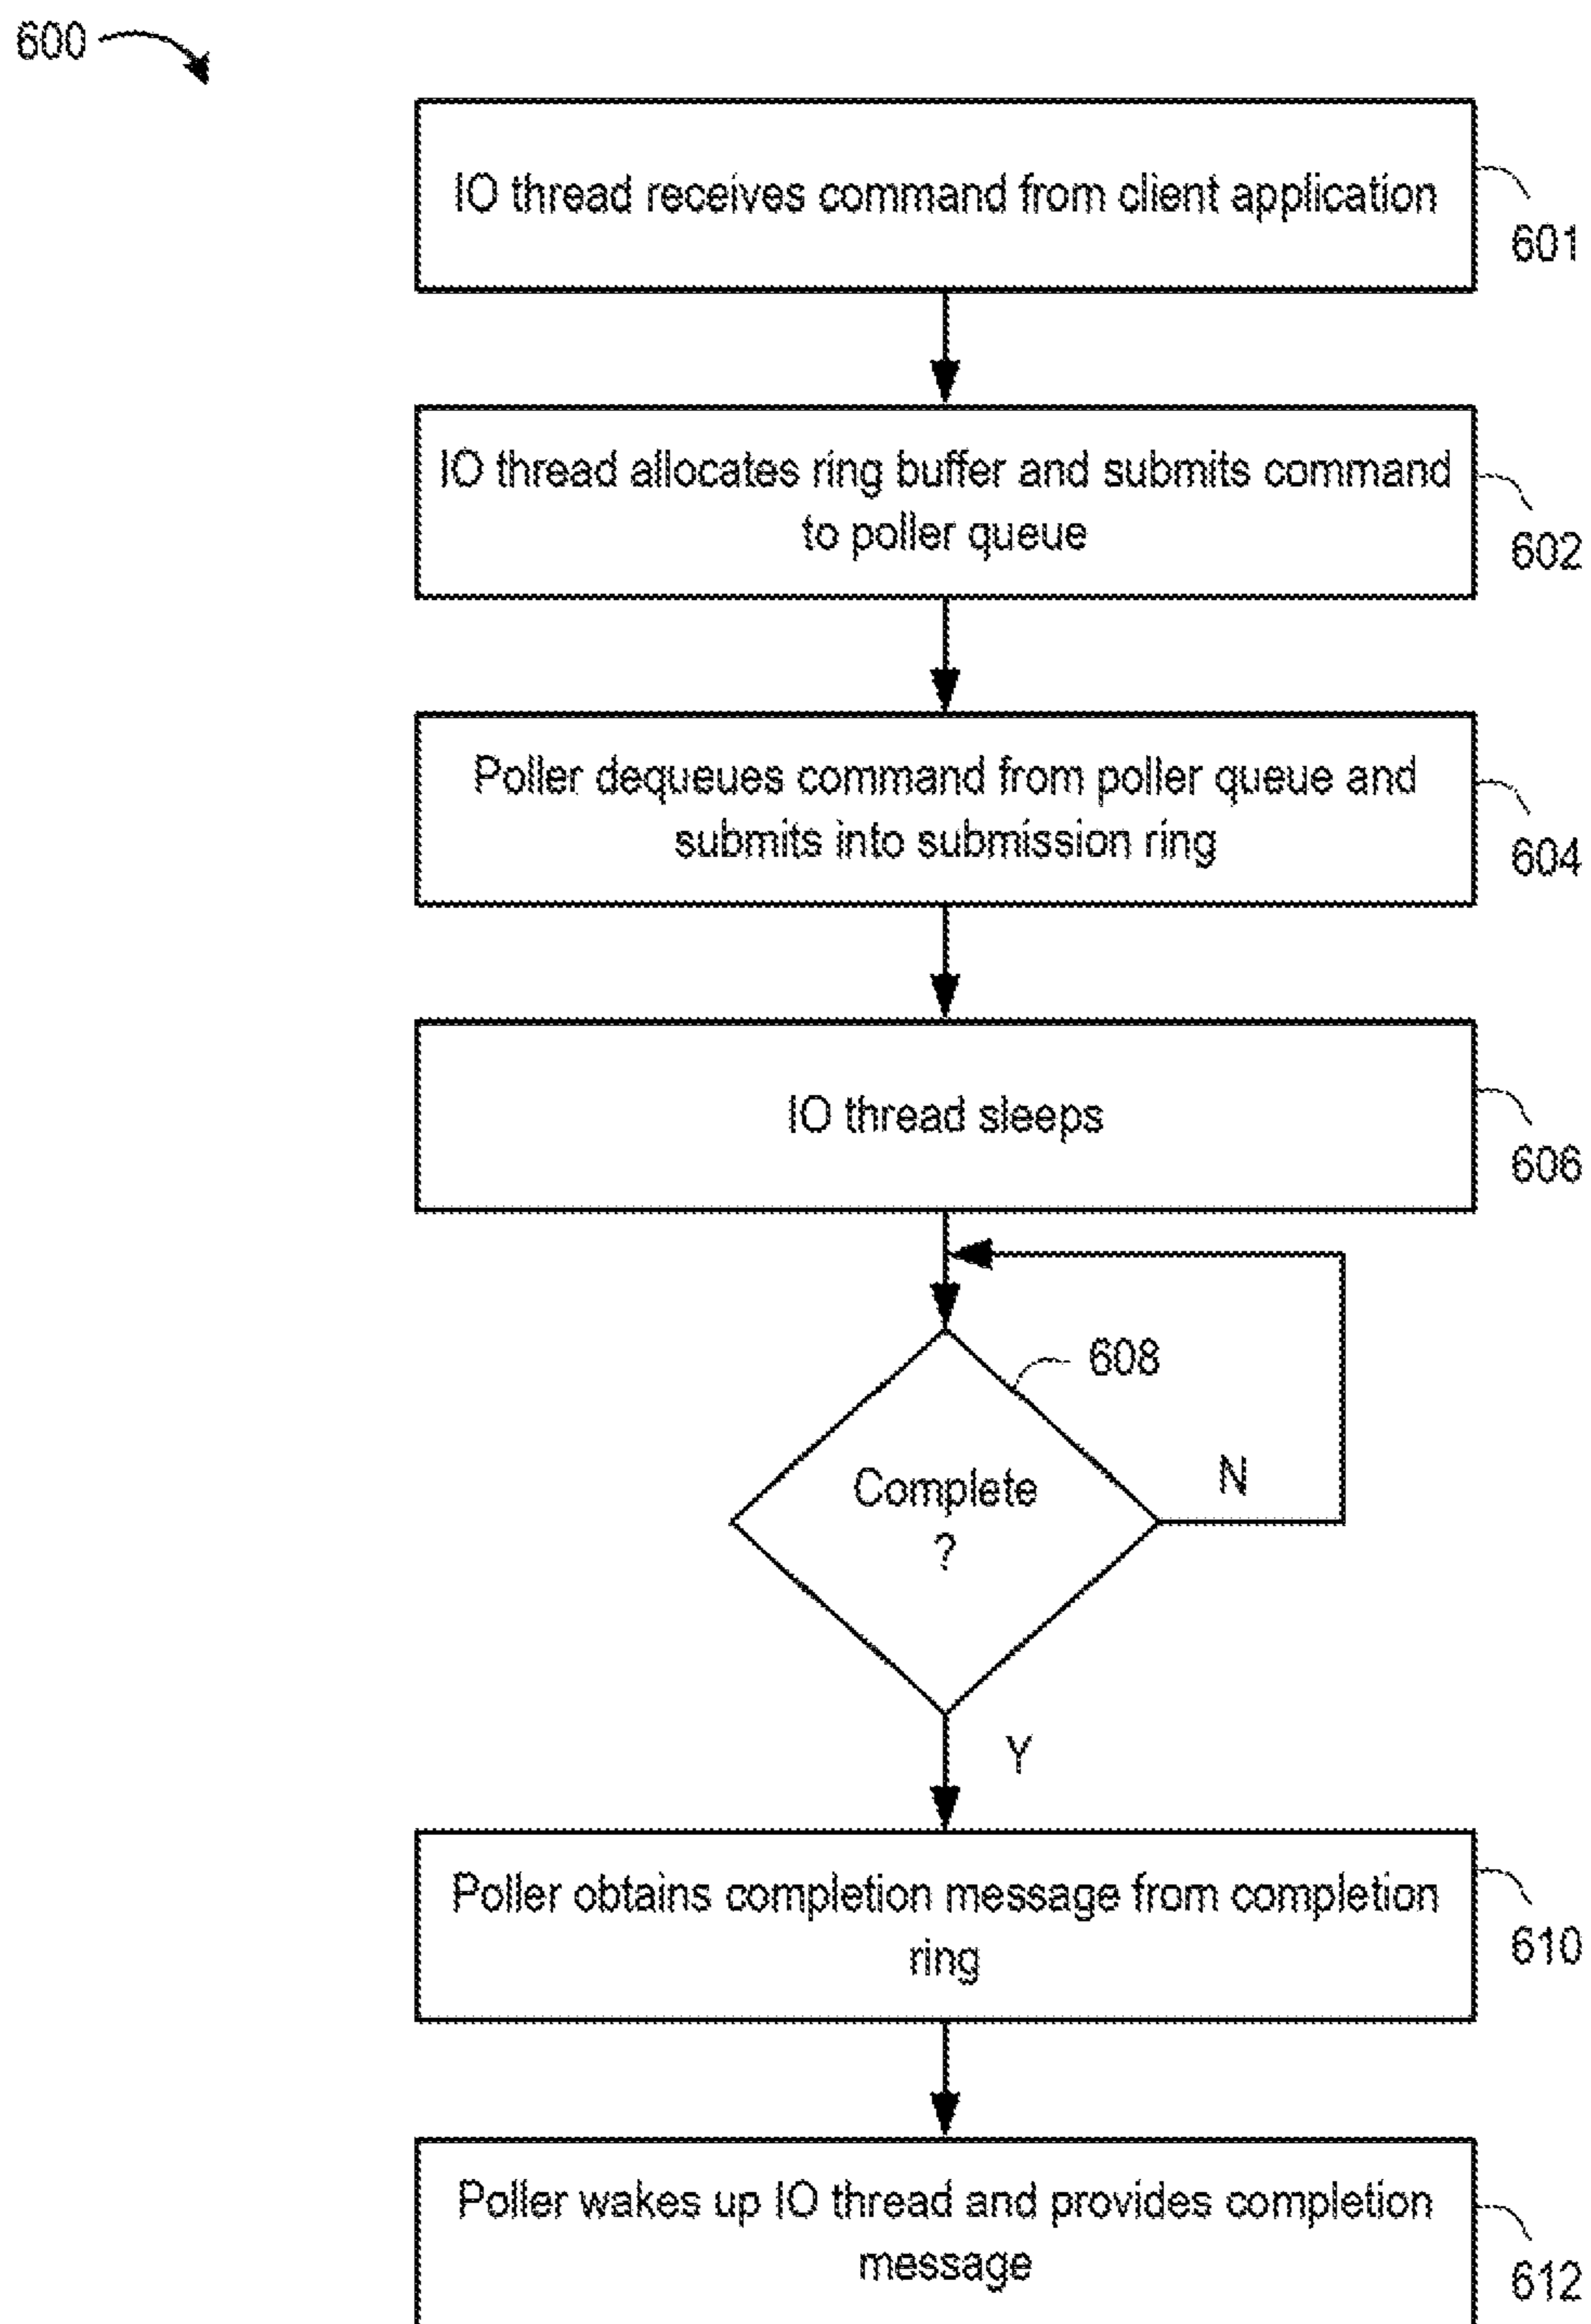 600
IO thread receives command from client application
601
IO thread allocates ring buffer and submits command
to poller queue
602
Poller dequeues command from poller queue and
submits into submission ring
604
IO thread sleeps
606
608
Complete
?
N
Y
Poller obtains completion message from completion
ring
610
Poller wakes up IO thread and provides completion
message
612